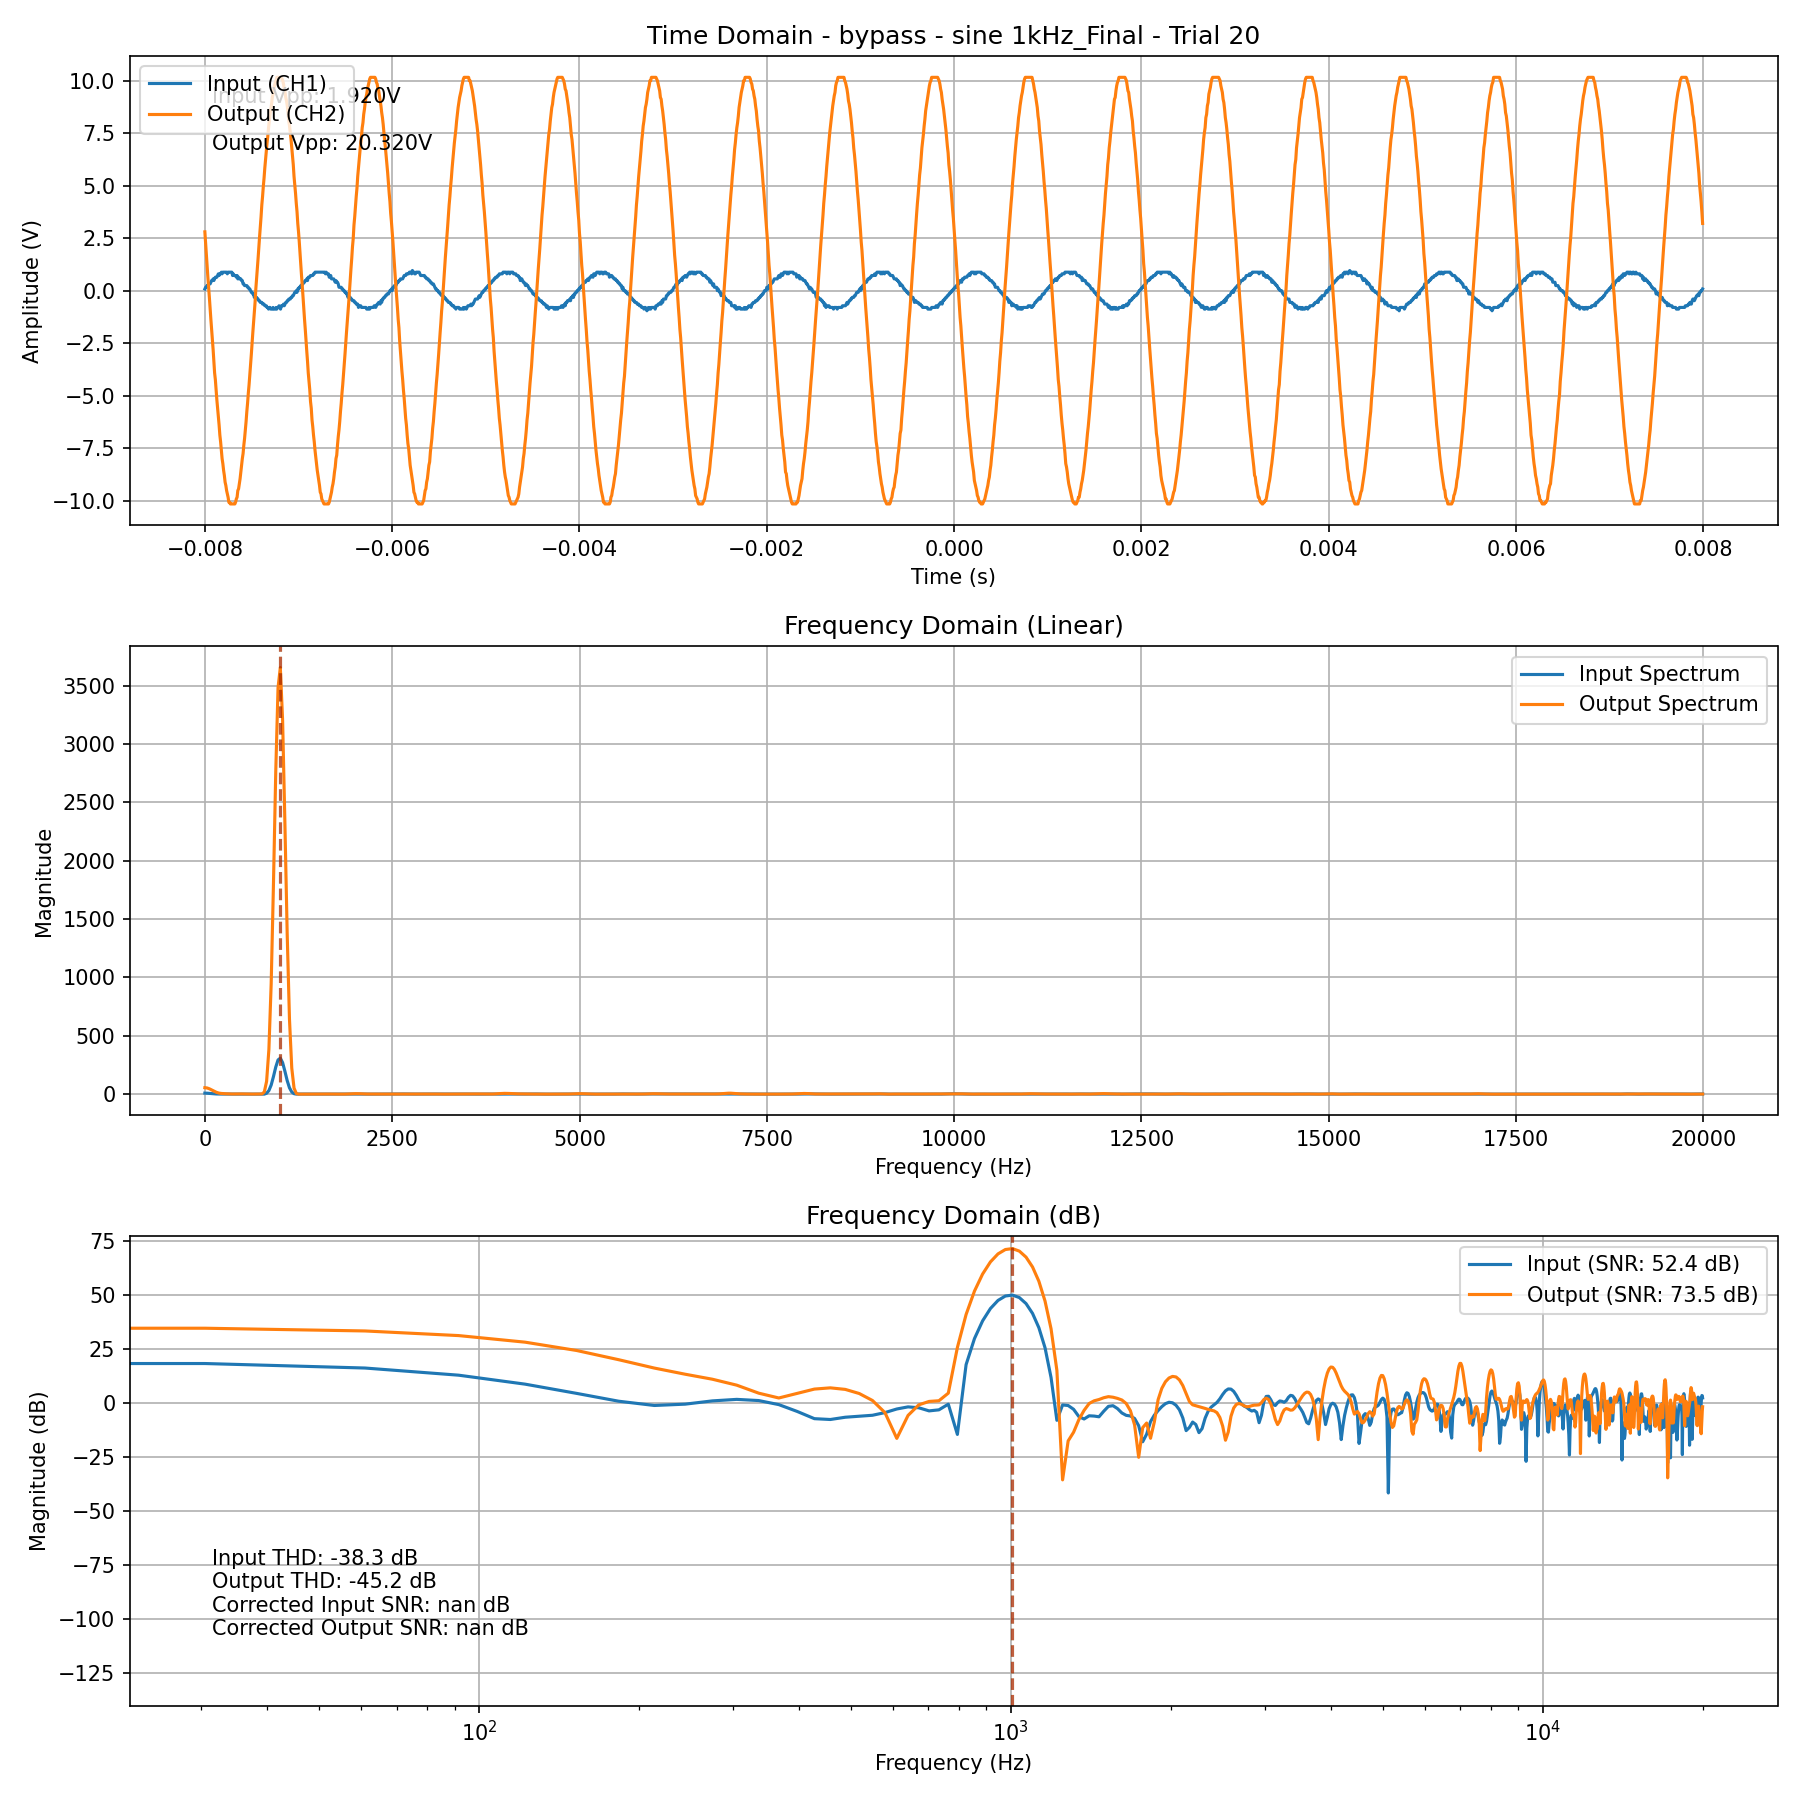 Time Domain - bypass - sine 1kHz_Final - Trial 20
Input (CH1)
Input Vpp: 1.920V
Output (CH2)
Output Vpp: 20.320V
Amplitude (V)
10.0
7.5
5.0
2.5
0.0
−2.5
−5.0
−7.5
−10.0
−0.008 −0.006 −0.004 −0.002 0.000 0.002 0.004 0.006 0.008
Time (s)
Frequency Domain (Linear)
Input Spectrum
Output Spectrum
Magnitude
3500
3000
2500
2000
1500
1000
500
0
0 2500 5000 7500 10000 12500 15000 17500 20000
Frequency (Hz)
Frequency Domain (dB)
Input (SNR: 52.4 dB)
Output (SNR: 73.5 dB)
Magnitude (dB)
75
50
25
0
−25
−50
−75
−100
−125
Input THD: -38.3 dB
Output THD: -45.2 dB
Corrected Input SNR: nan dB
Corrected Output SNR: nan dB
10² 10³ 10⁴
Frequency (Hz)